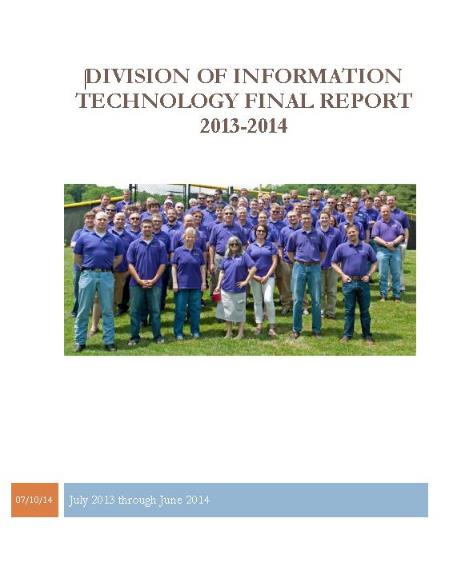 DIVISION OF INFORMATION
TECHNOLOGY FINAL REPORT
2013-2014
07/10/14
July 2013 through June 2014